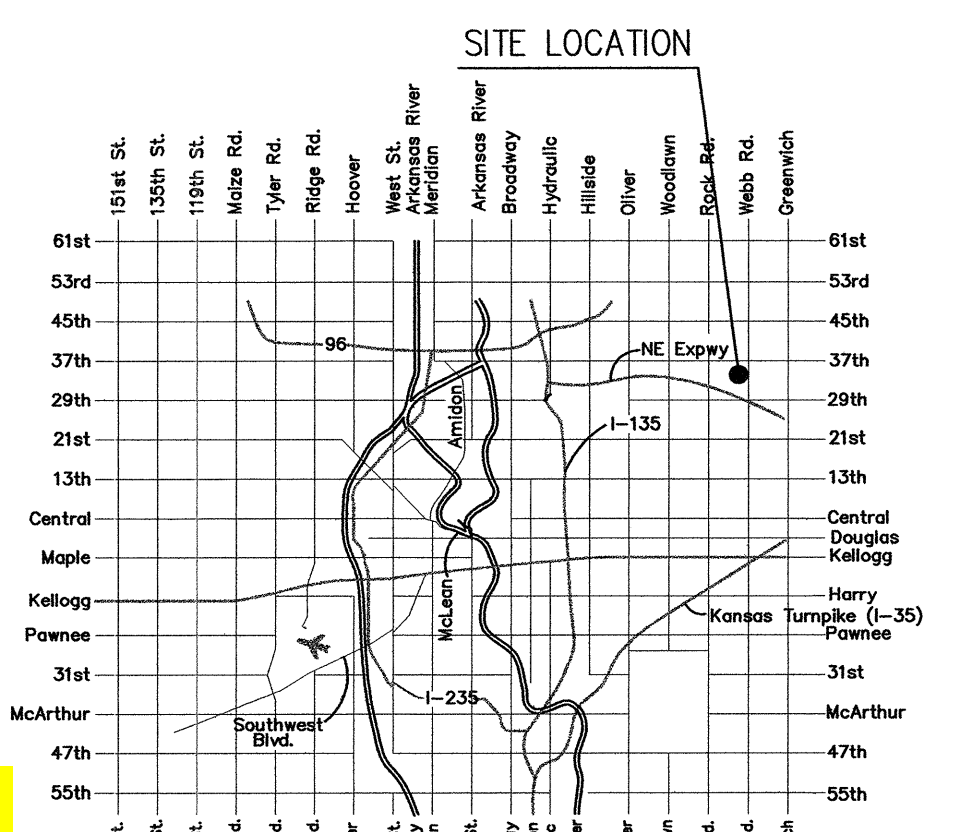 SITE LOCATION
151st St.
135th St.
119th St.
Maize Rd.
Tyler Rd.
Ridge Rd.
Hoover
West St.
Arkansas River
Meridian
Arkansas River
Broadway
Hydraulic
Hillside
Oliver
Woodlawn
Rock Rd.
Webb Rd.
Greenwich
61st 61st
53rd 53rd
45th 45th
96
37th NE Expwy 37th
29th 29th
Amidon
21st I-135 21st
13th 13th
Central Central
Douglas
Maple Kellogg
Kellogg Harry
McLean
Kansas Turnpike (I-35)
Pawnee Pawnee
31st 31st
I-235
McArthur McArthur
Southwest
Blvd.
47th 47th
55th 55th